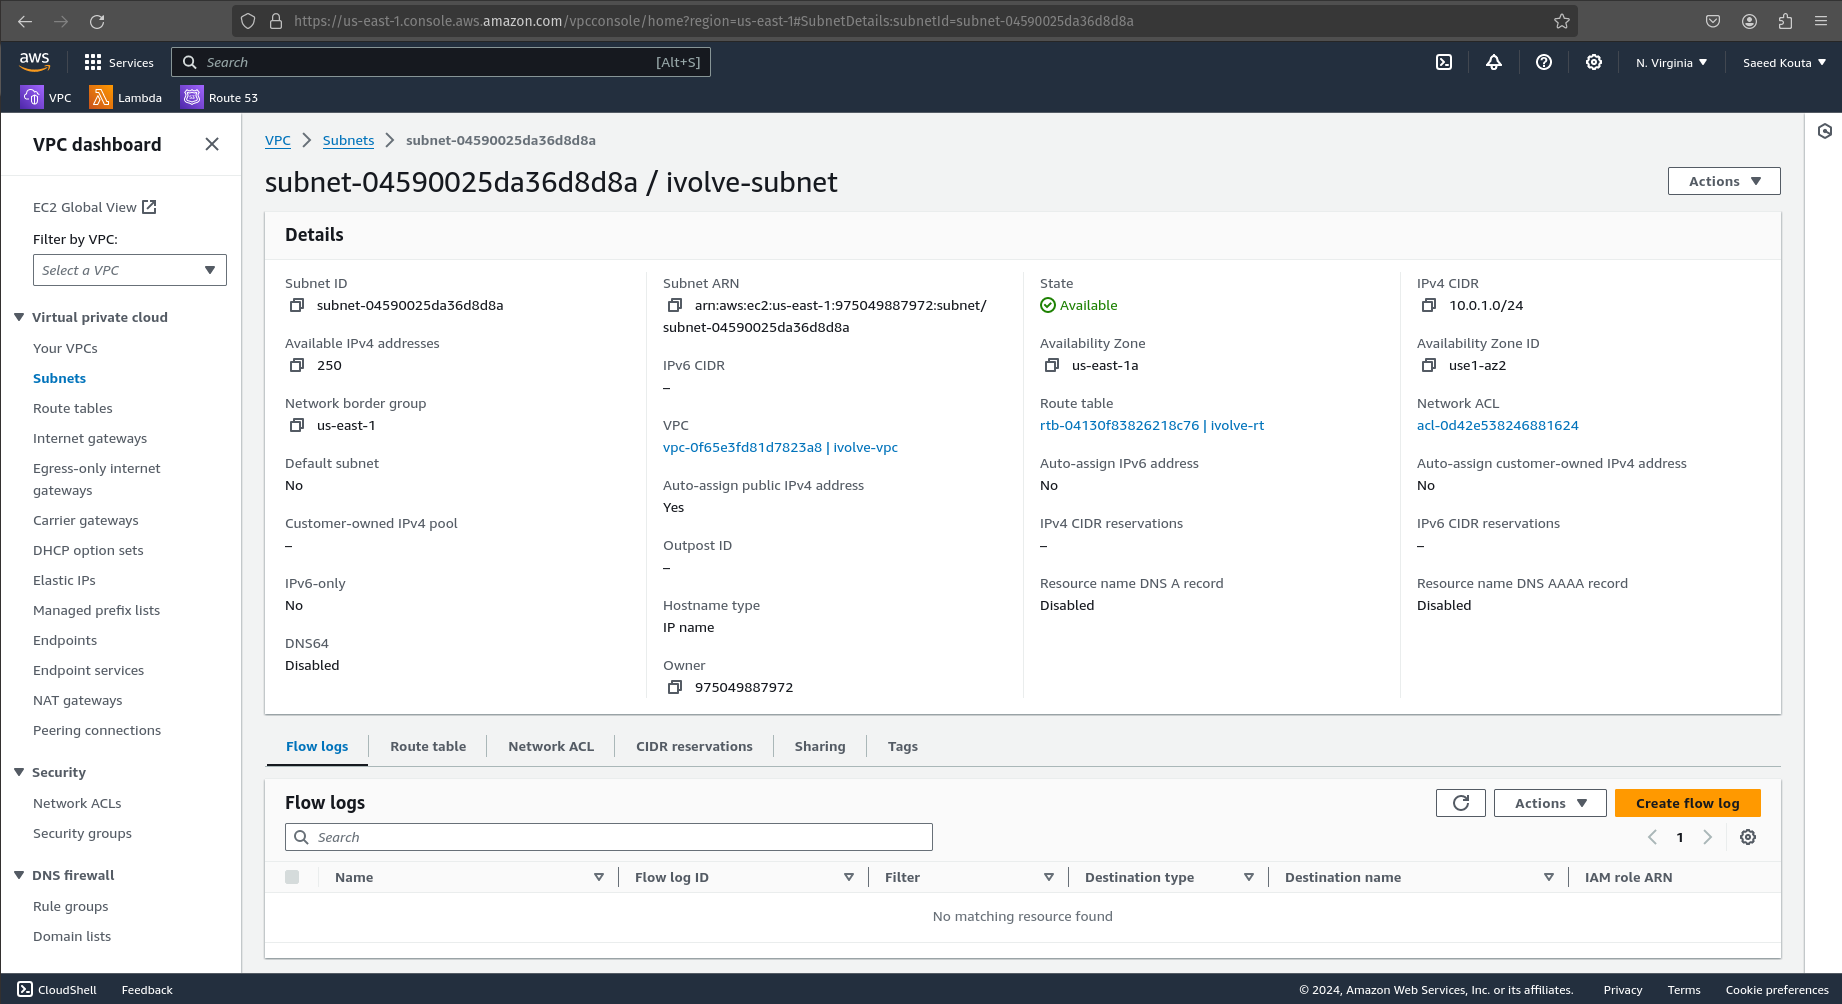 https://us-east-1.console.aws.amazon.com/vpcconsole/home?region=us-east-1#SubnetDetails:subnetId=subnet-04590025da36d8d8a
aws Services Search [Alt+S] N. Virginia Saeed Kouta
VPC Lambda Route 53
VPC dashboard
EC2 Global View
Filter by VPC:
Select a VPC
Virtual private cloud
Your VPCs
Subnets
Route tables
Internet gateways
Egress-only internet
gateways
Carrier gateways
DHCP option sets
Elastic IPs
Managed prefix lists
Endpoints
Endpoint services
NAT gateways
Peering connections
Security
Network ACLs
Security groups
DNS firewall
Rule groups
Domain lists
VPC Subnets subnet-04590025da36d8d8a
subnet-04590025da36d8d8a / ivolve-subnet
Actions
Details
Subnet ID
subnet-04590025da36d8d8a
Available IPv4 addresses
250
Network border group
us-east-1
Default subnet
No
Customer-owned IPv4 pool
–
IPv6-only
No
DNS64
Disabled
Subnet ARN
arn:aws:ec2:us-east-1:975049887972:subnet/
subnet-04590025da36d8d8a
IPv6 CIDR
–
VPC
vpc-0f65e3fd81d7823a8 | ivolve-vpc
Auto-assign public IPv4 address
Yes
Outpost ID
–
Hostname type
IP name
Owner
975049887972
State
Available
Availability Zone
us-east-1a
Route table
rtb-04130f83826218c76 | ivolve-rt
Auto-assign IPv6 address
No
IPv4 CIDR reservations
–
Resource name DNS A record
Disabled
IPv4 CIDR
10.0.1.0/24
Availability Zone ID
use1-az2
Network ACL
acl-0d42e538246881624
Auto-assign customer-owned IPv4 address
No
IPv6 CIDR reservations
–
Resource name DNS AAAA record
Disabled
Flow logs Route table Network ACL CIDR reservations Sharing Tags
Flow logs
Actions Create flow log
Search
1
Name Flow log ID Filter Destination type Destination name IAM role ARN
No matching resource found
CloudShell Feedback © 2024, Amazon Web Services, Inc. or its affiliates. Privacy Terms Cookie preferences